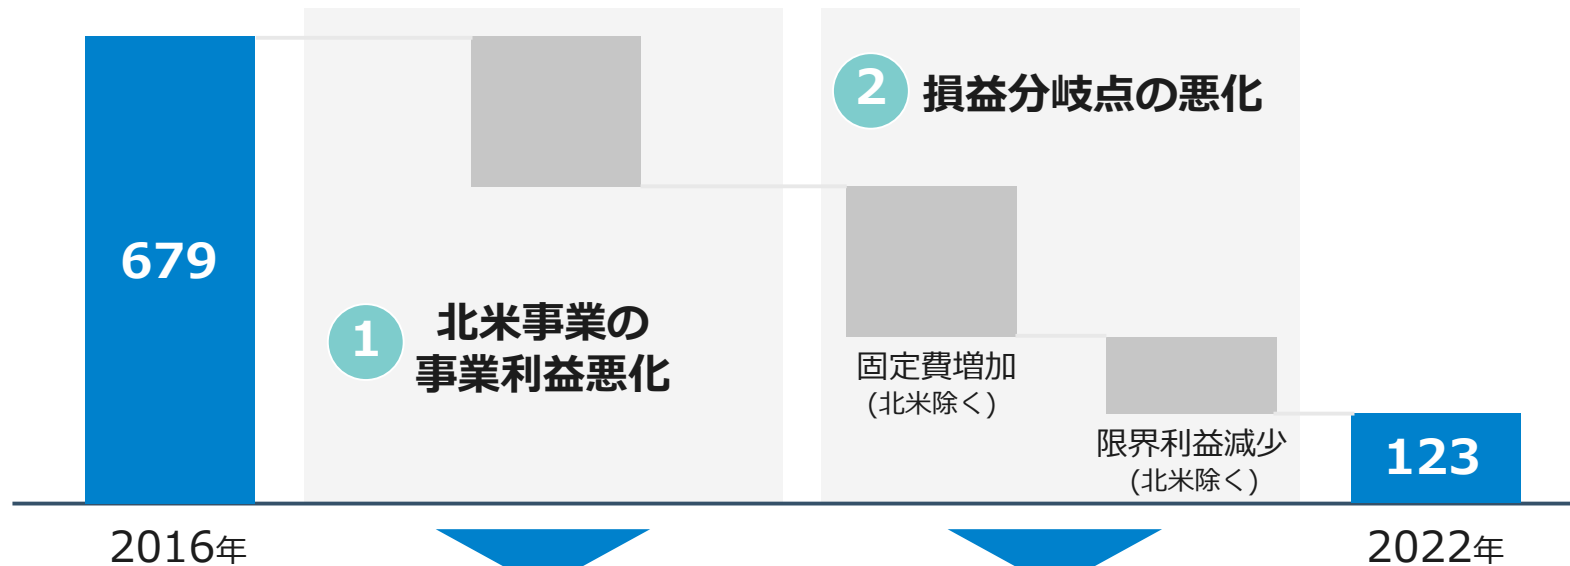 679
1
北米事業の
事業利益悪化
2
損益分岐点の悪化
固定費増加
(北米除く)
限界利益減少
(北米除く)
123
2016年
2022年